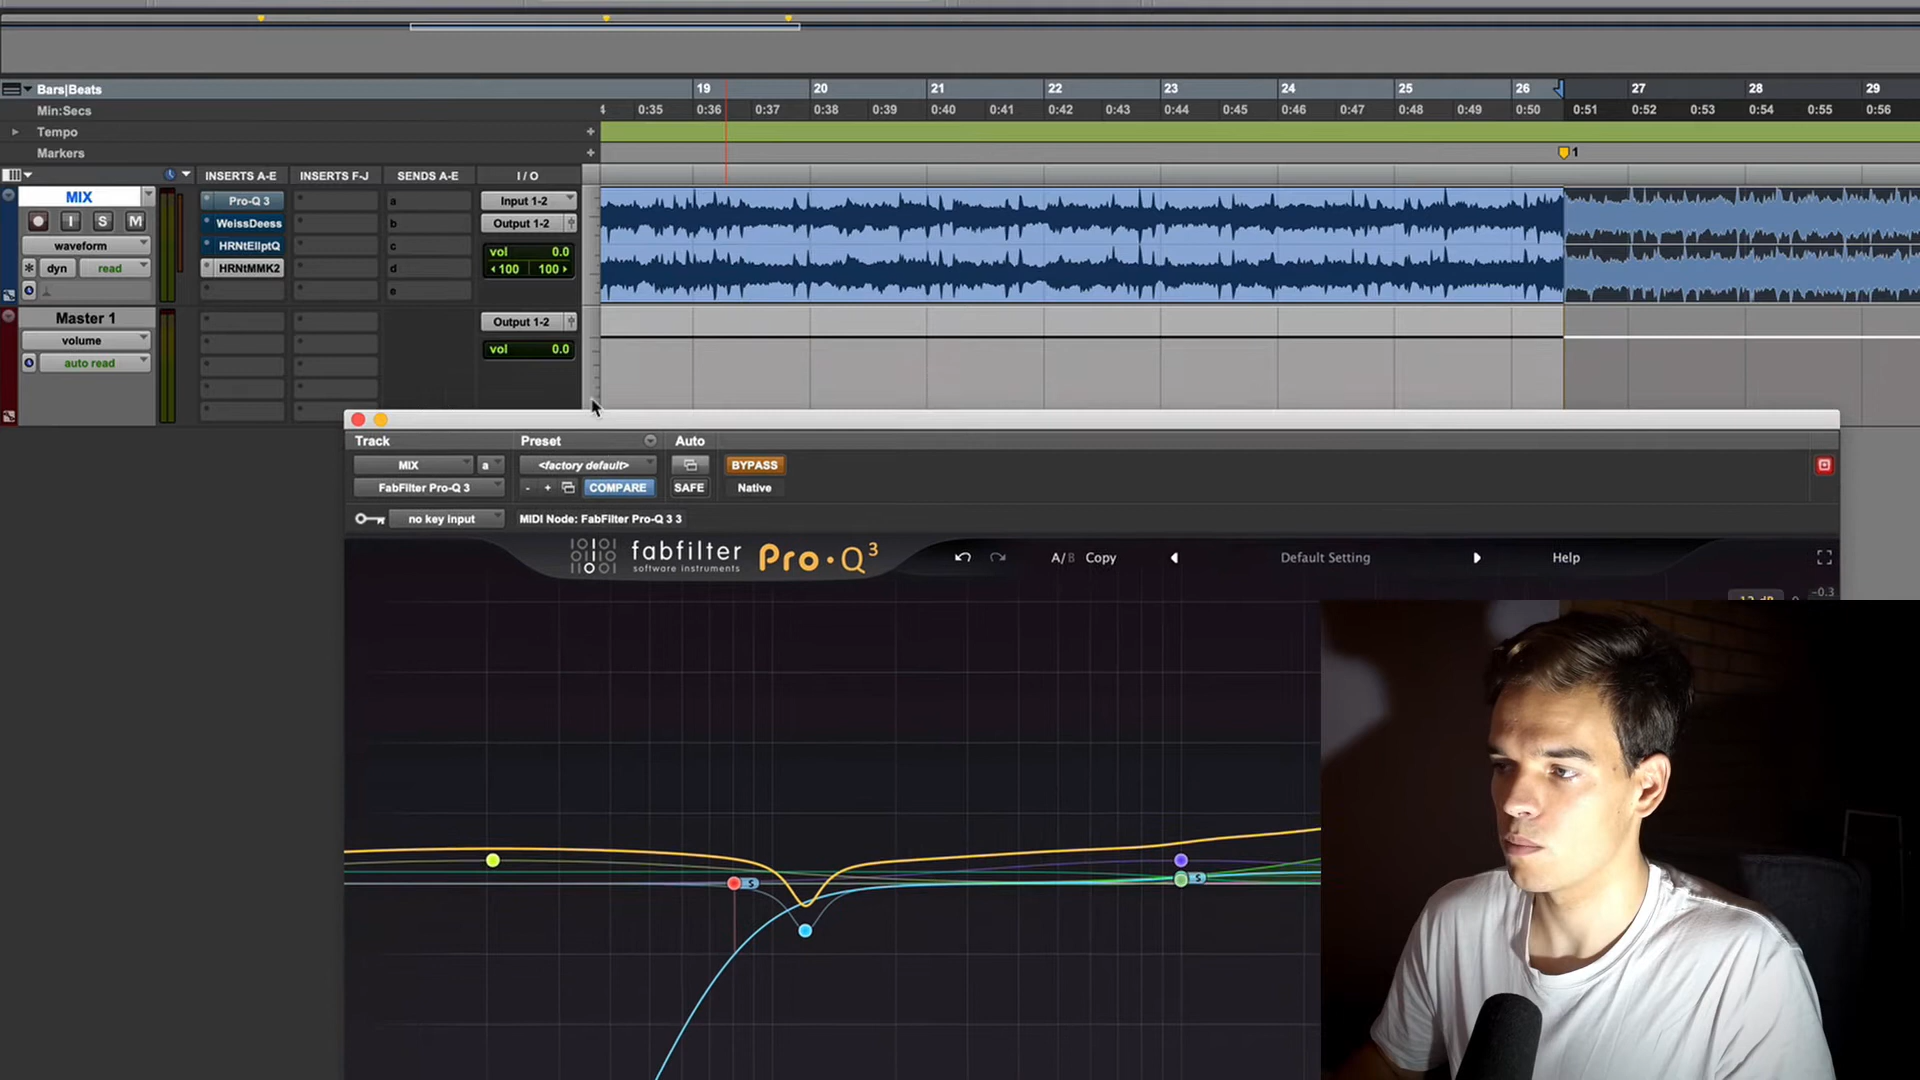 Bars|Beats
19 20 21 22 23 24 25 26 27 28 29
Min:Secs
0:35 0:36 0:37 0:38 0:39 0:40 0:41 0:42 0:43 0:44 0:45 0:46 0:47 0:48 0:49 0:50 0:51 0:52 0:53 0:54 0:55 0:56
Tempo +
Markers + 1
INSERTS A-E INSERTS F-J SENDS A-E I / O
MIX
Pro-Q 3 a Input 1-2
I S M
WeissDeess b Output 1-2
waveform
HRNtEllptQ c vol 0.0
* dyn read
HRNtMMK2 d 100 100
e
Master 1
Output 1-2
volume
vol 0.0
auto read
Track Preset Auto
MIX a <factory default> BYPASS
FabFilter Pro-Q 3 - + COMPARE SAFE Native
no key input MIDI Node: FabFilter Pro-Q 3 3
fabfilter Pro·Q3
software instruments
A/B Copy Default Setting Help
-0.3
S
S